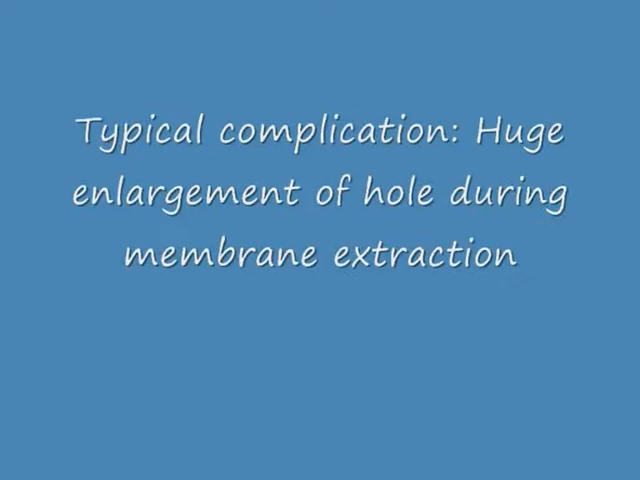 Typical complication: Huge
enlargement of hole during
membrane extraction